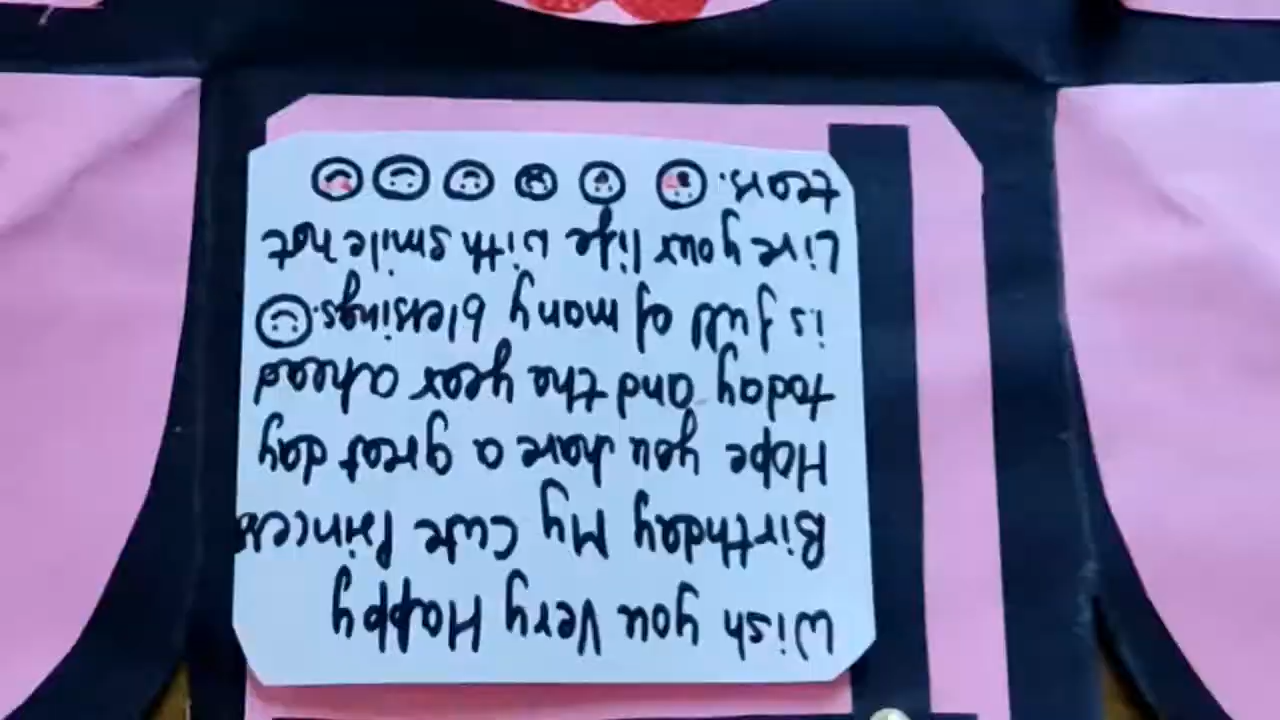 Wish you Very Happy
Birthday My Cute Princess
Hope you have a great day
today and the year ahead
is full of many blessings.
Live your life with smile not
tears.